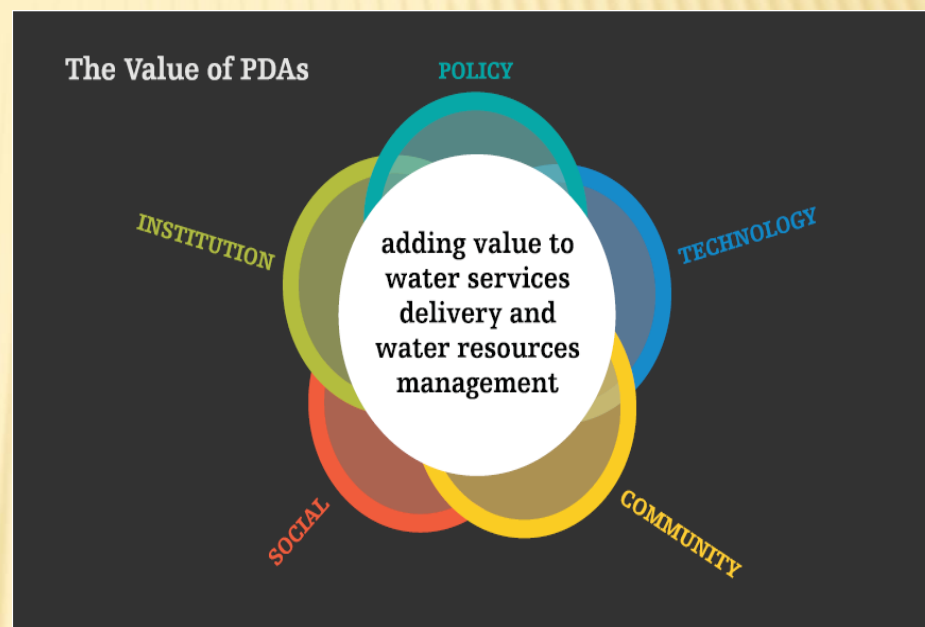 The Value of PDAs
POLICY
INSTITUTION
TECHNOLOGY
adding value to
water services
delivery and
water resources
management
SOCIAL
COMMUNITY